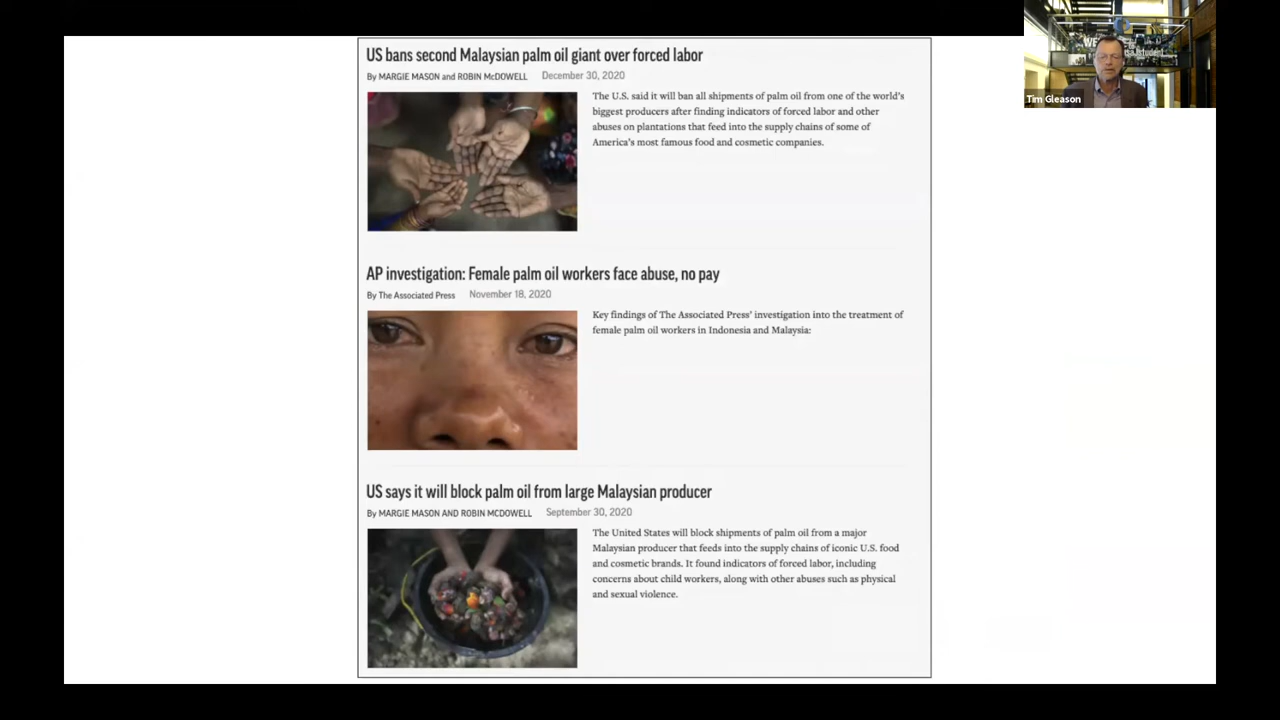 US bans second Malaysian palm oil giant over forced labor
By MARGIE MASON and ROBIN McDOWELL December 30, 2020
The U.S. said it will ban all shipments of palm oil from one of the world's
biggest producers after finding indicators of forced labor and other
abuses on plantations that feed into the supply chains of some of
America's most famous food and cosmetic companies.
AP investigation: Female palm oil workers face abuse, no pay
By The Associated Press November 18, 2020
Key findings of The Associated Press' investigation into the treatment of
female palm oil workers in Indonesia and Malaysia:
US says it will block palm oil from large Malaysian producer
By MARGIE MASON AND ROBIN MCDOWELL September 30, 2020
The United States will block shipments of palm oil from a major
Malaysian producer that feeds into the supply chains of iconic U.S. food
and cosmetic brands. It found indicators of forced labor, including
concerns about child workers, along with other abuses such as physical
and sexual violence.
Tim Gleason